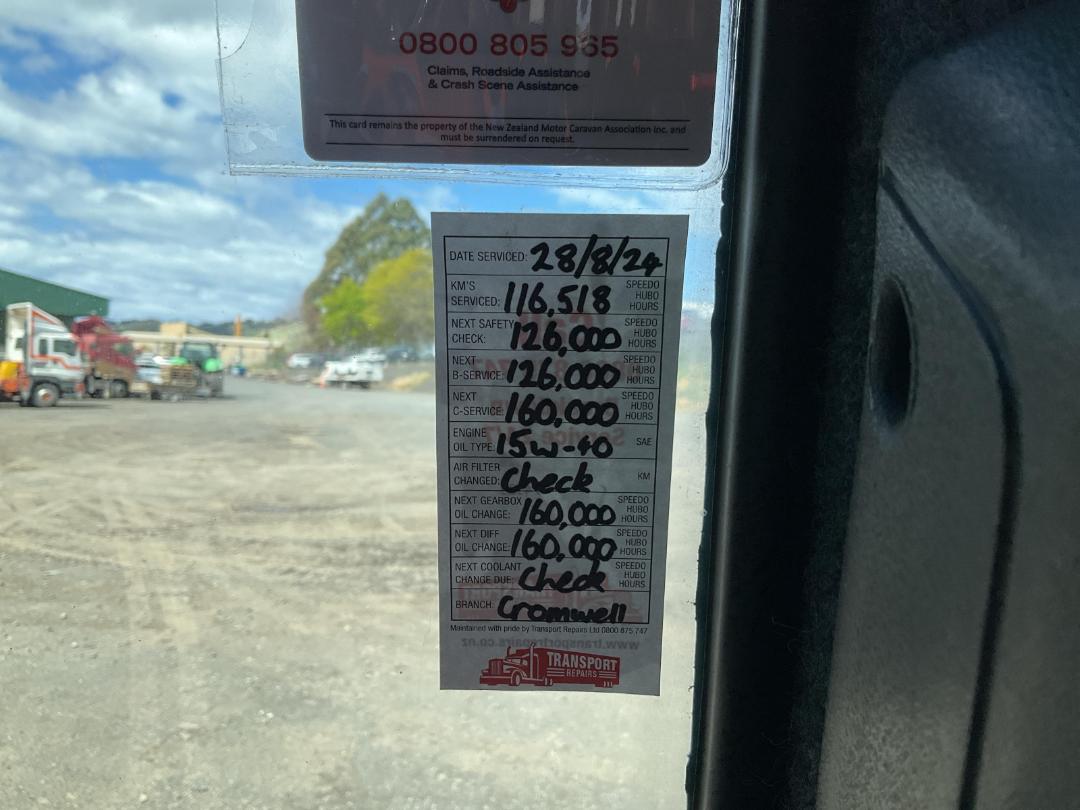 0800 805 965
Claims, Roadside Assistance
& Crash Scene Assistance
This card remains the property of the New Zealand Motor Caravan Association Inc. and
must be surrendered on request.
DATE SERVICED: 28/8/24
KM'S SERVICED: 116,518 SPEEDO HUBO HOURS
NEXT SAFETY CHECK: 126,000 SPEEDO HUBO HOURS
NEXT B-SERVICE: 126,000 SPEEDO HUBO HOURS
NEXT C-SERVICE: 160,000 SPEEDO HUBO HOURS
ENGINE OIL TYPE: 15W-40 SAE
AIR FILTER CHANGED: Check KM
NEXT GEARBOX OIL CHANGE: 160,000 SPEEDO HUBO HOURS
NEXT DIFF OIL CHANGE: 160,000 SPEEDO HUBO HOURS
NEXT COOLANT CHANGE DUE: Check SPEEDO HUBO HOURS
BRANCH: Cromwell
Maintained with pride by Transport Repairs Ltd 0800 875 747
www.transportrepairs.co.nz
TRANSPORT
REPAIRS